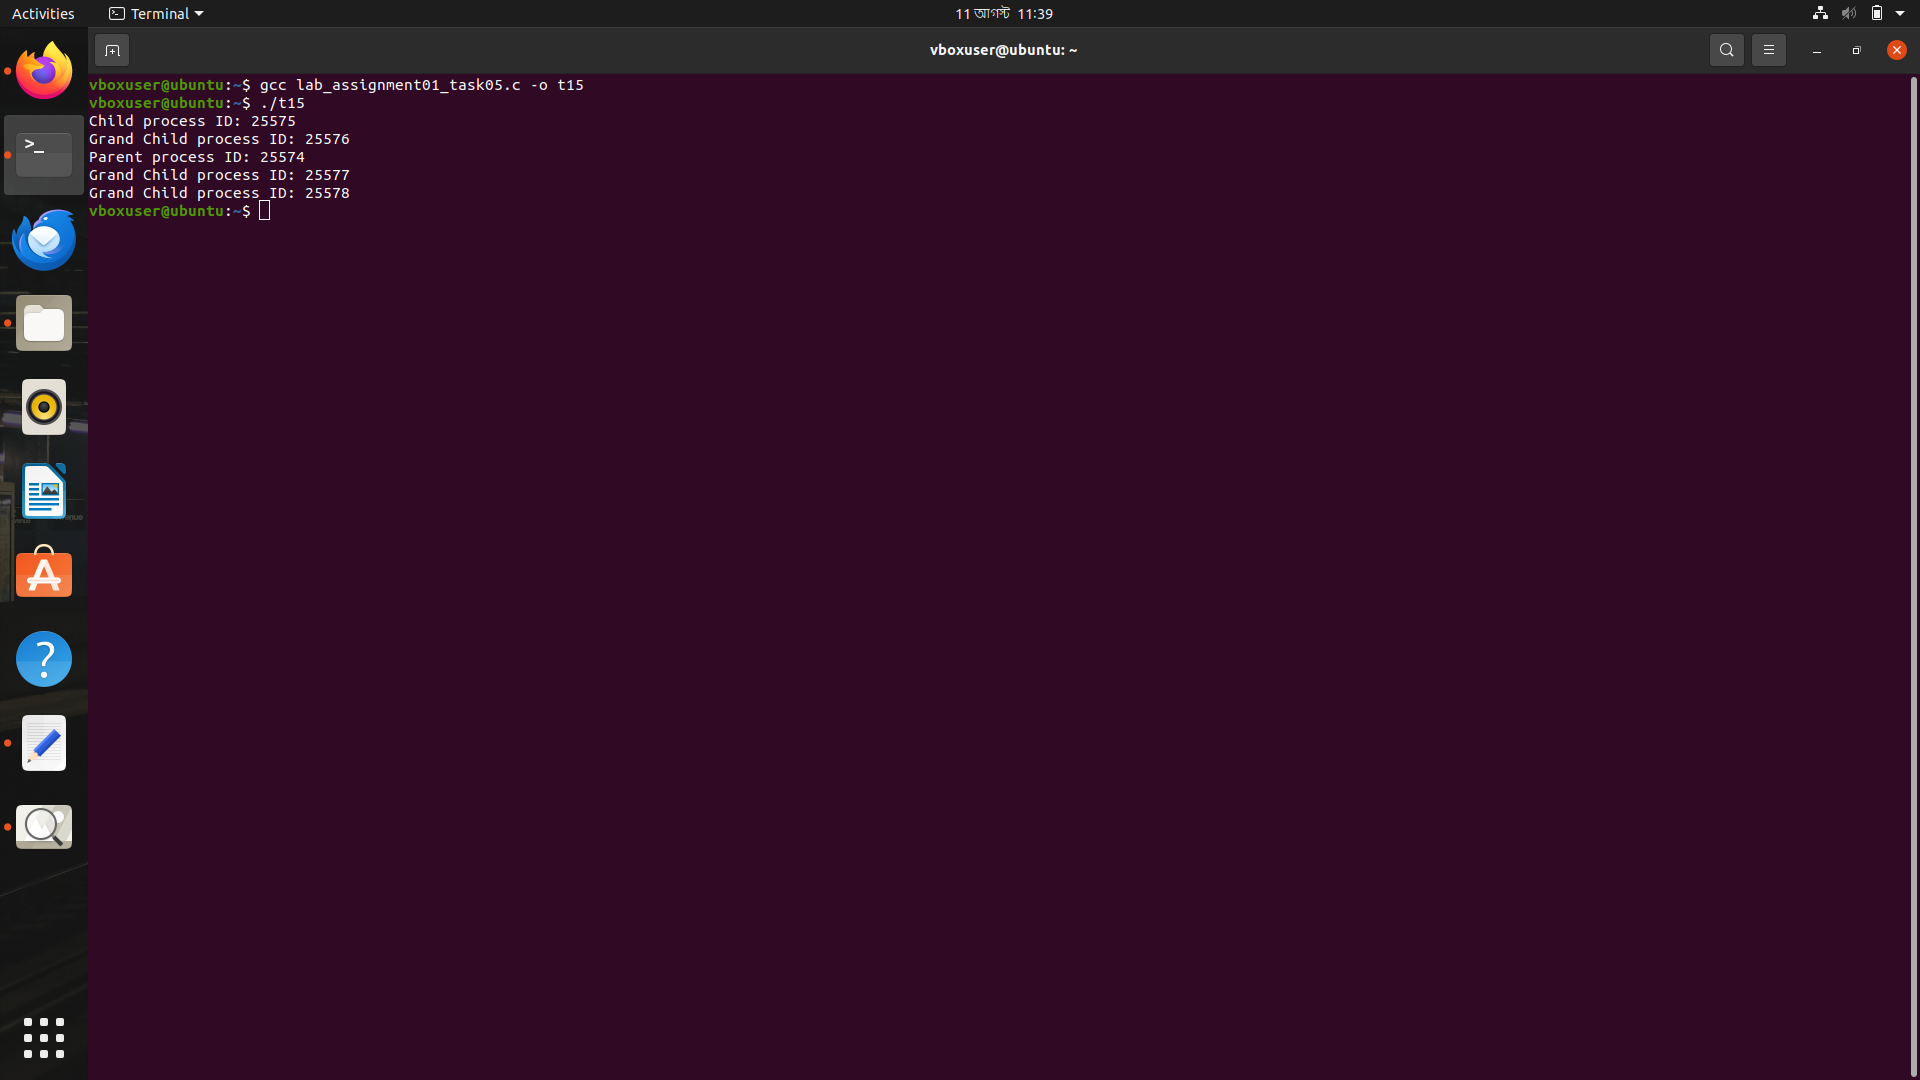 Activities
Terminal
11 আগস্ট 11:39
vboxuser@ubuntu: ~
vboxuser@ubuntu:~$ gcc lab_assignment01_task05.c -o t15
vboxuser@ubuntu:~$ ./t15
Child process ID: 25575
Grand Child process ID: 25576
Parent process ID: 25574
Grand Child process ID: 25577
Grand Child process ID: 25578
vboxuser@ubuntu:~$